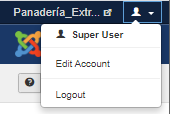 Panadería_Extr...
Super User
Edit Account
Logout